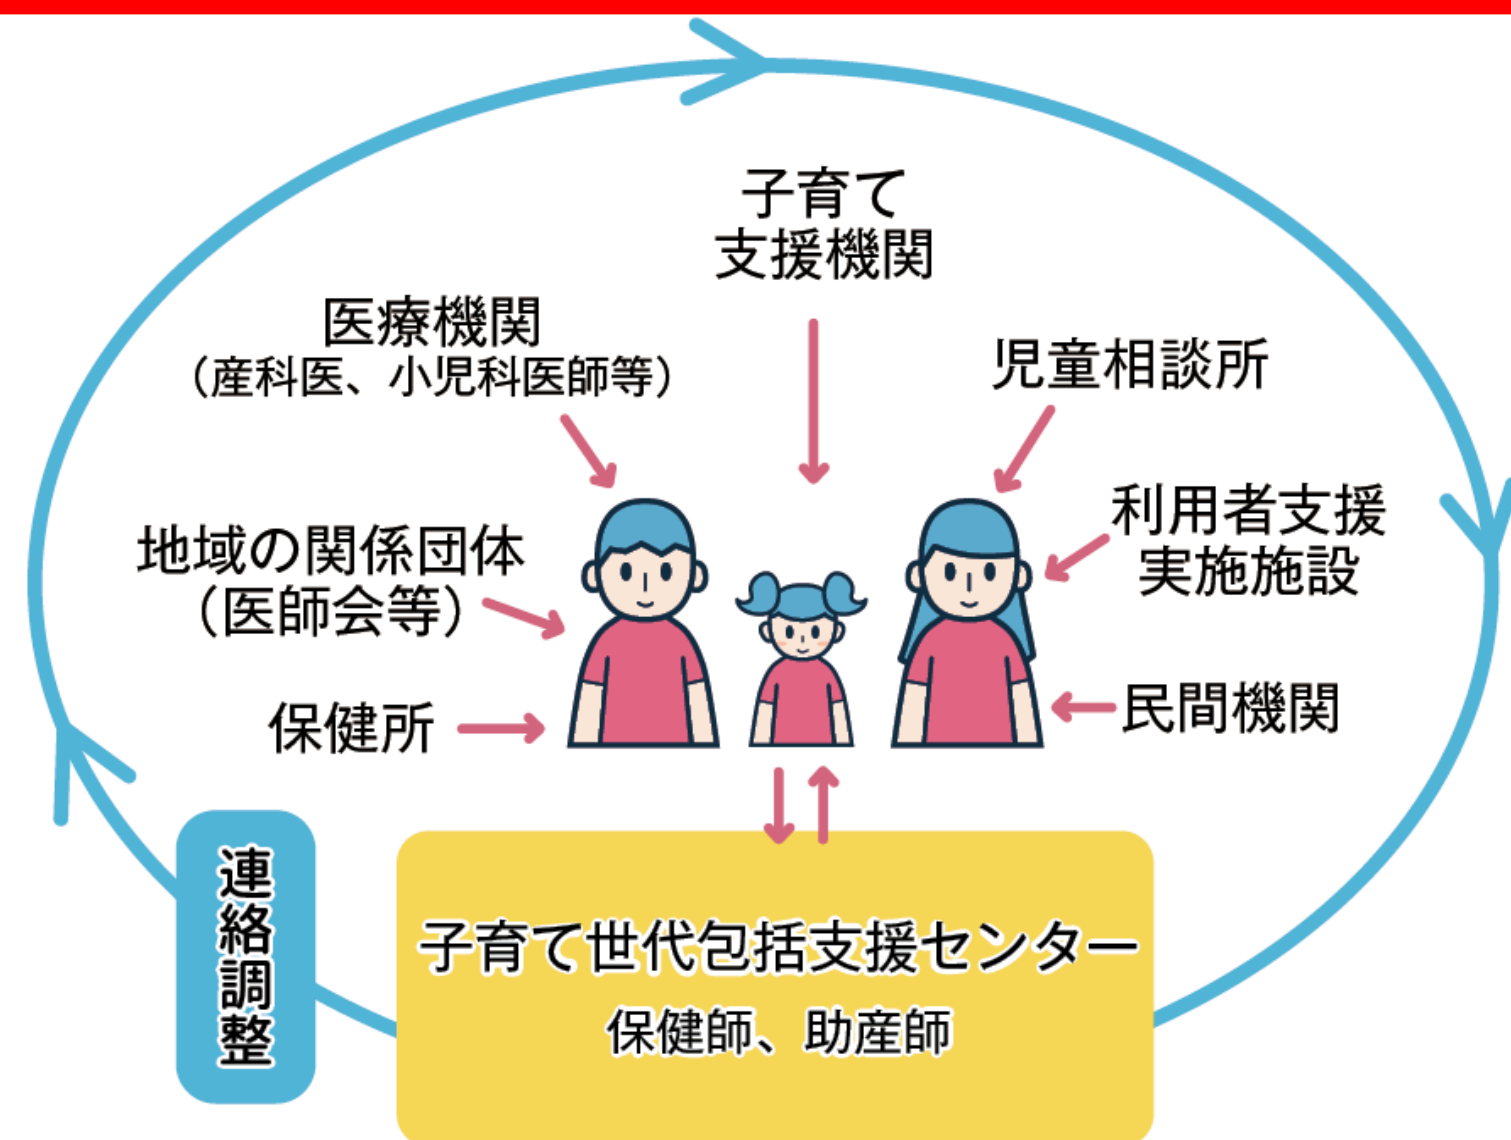 子育て
支援機関
医療機関
（産科医、小児科医師等）
児童相談所
利用者支援
実施施設
地域の関係団体
（医師会等）
保健所
民間機関
連絡調整
子育て世代包括支援センター
保健師、助産師